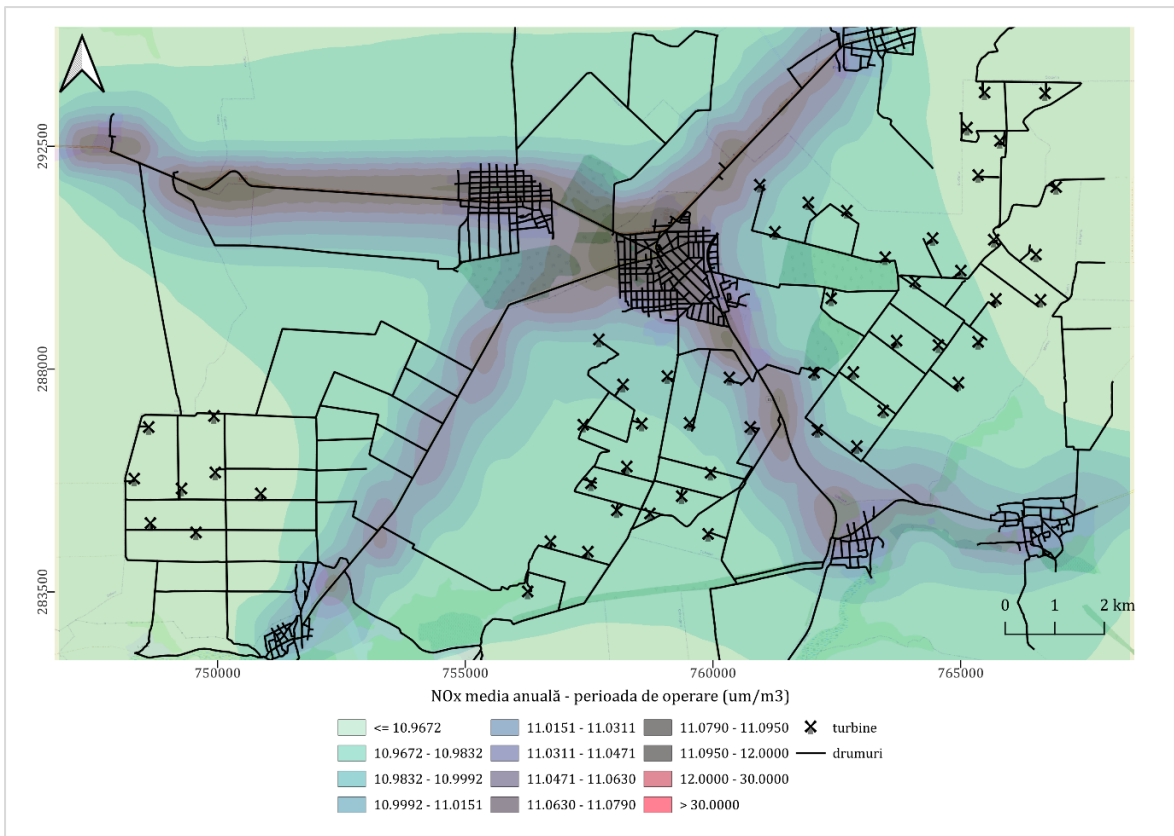 292500
288000
283500
0 1 2 km
750000 755000 760000 765000
NOx media anuală - perioada de operare (um/m3)
<= 10.9672 11.0151 - 11.0311 11.0790 - 11.0950 turbine
10.9672 - 10.9832 11.0311 - 11.0471 11.0950 - 12.0000 drumuri
10.9832 - 10.9992 11.0471 - 11.0630 12.0000 - 30.0000
10.9992 - 11.0151 11.0630 - 11.0790 > 30.0000